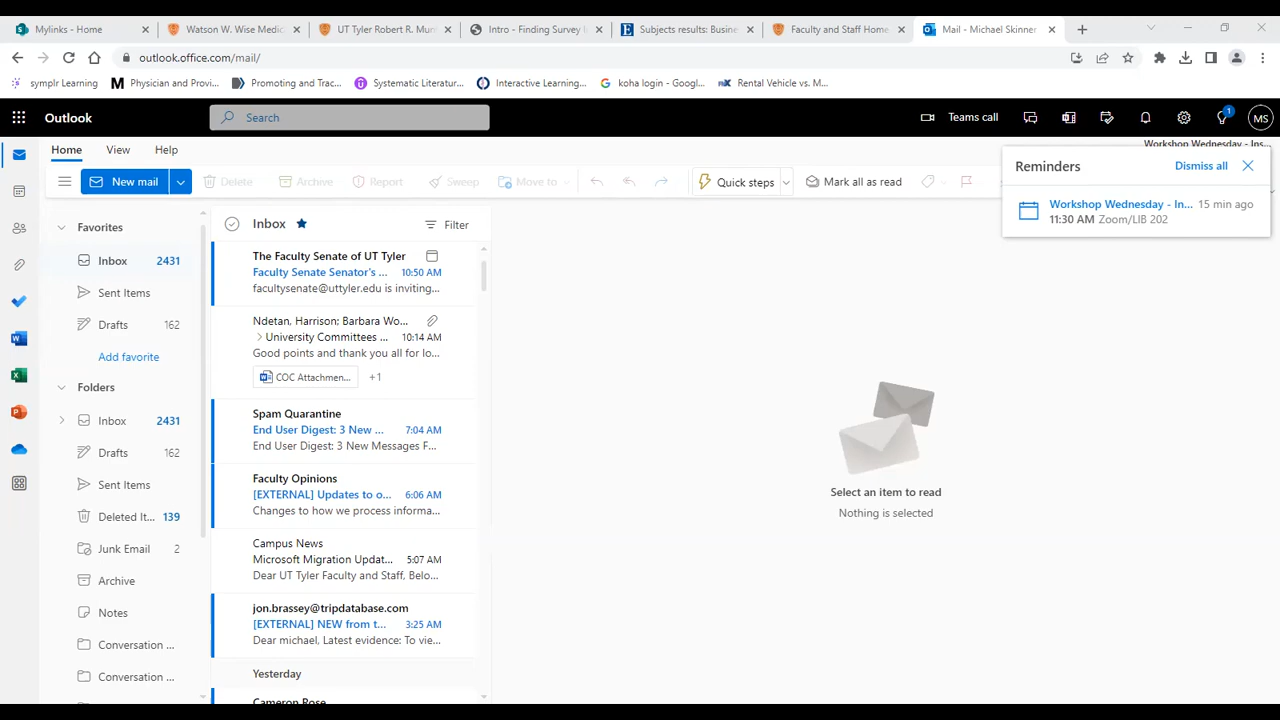 Mylinks - Home
Watson W. Wise Medic
UT Tyler Robert R. Mun
Intro - Finding Survey
Subjects results: Busine
Faculty and Staff Home
Mail - Michael Skinner
outlook.office.com/mail/
symplr Learning
Physician and Provi...
Promoting and Trac...
Systematic Literatur...
Interactive Learning...
koha login - Googl...
Rental Vehicle vs. M...
Outlook
Search
Teams call
1
MS
Home
View
Help
Workshop Wednesday - Ins...
New mail
Delete
Archive
Report
Sweep
Move to
Quick steps
Mark all as read
Reminders
Dismiss all
Workshop Wednesday - In... 15 min ago
11:30 AM Zoom/LIB 202
Favorites
Inbox 2431
Sent Items
Drafts 162
Add favorite
Folders
Inbox 2431
Drafts 162
Sent Items
Deleted It... 139
Junk Email 2
Archive
Notes
Conversation ...
Conversation ...
Inbox
Filter
The Faculty Senate of UT Tyler
Faculty Senate Senator's ... 10:50 AM
facultysenate@uttyler.edu is inviting...
Ndetan, Harrison; Barbara Wo...
University Committees ... 10:14 AM
Good points and thank you all for lo...
COC Attachmen... +1
Spam Quarantine
End User Digest: 3 New ... 7:04 AM
End User Digest: 3 New Messages F...
Faculty Opinions
[EXTERNAL] Updates to o... 6:06 AM
Changes to how we process informa...
Campus News
Microsoft Migration Updat... 5:07 AM
Dear UT Tyler Faculty and Staff, Belo...
jon.brassey@tripdatabase.com
[EXTERNAL] NEW from t... 3:25 AM
Dear michael, Latest evidence: To vie...
Yesterday
Cameron Rose
Select an item to read
Nothing is selected